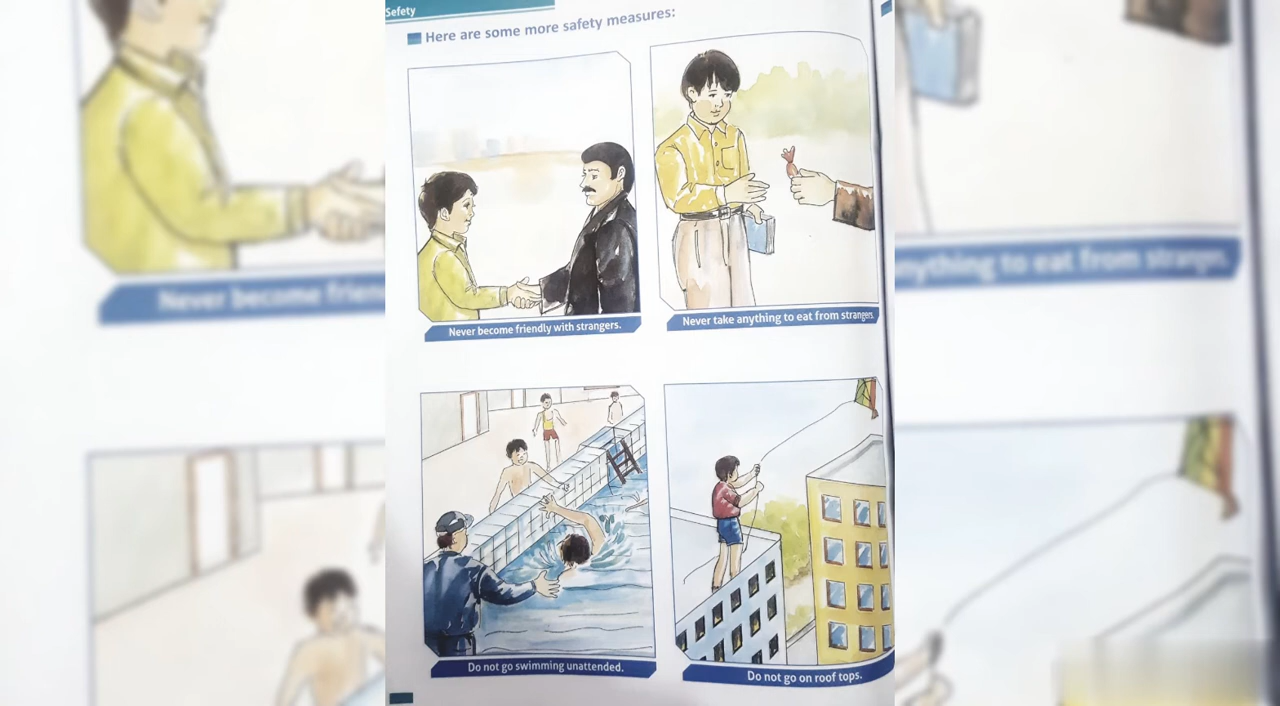 Sefety
Here are some more safety measures:
Never become friendly with strangers.
Never take anything to eat from strangers.
Do not go swimming unattended.
Do not go on roof tops.